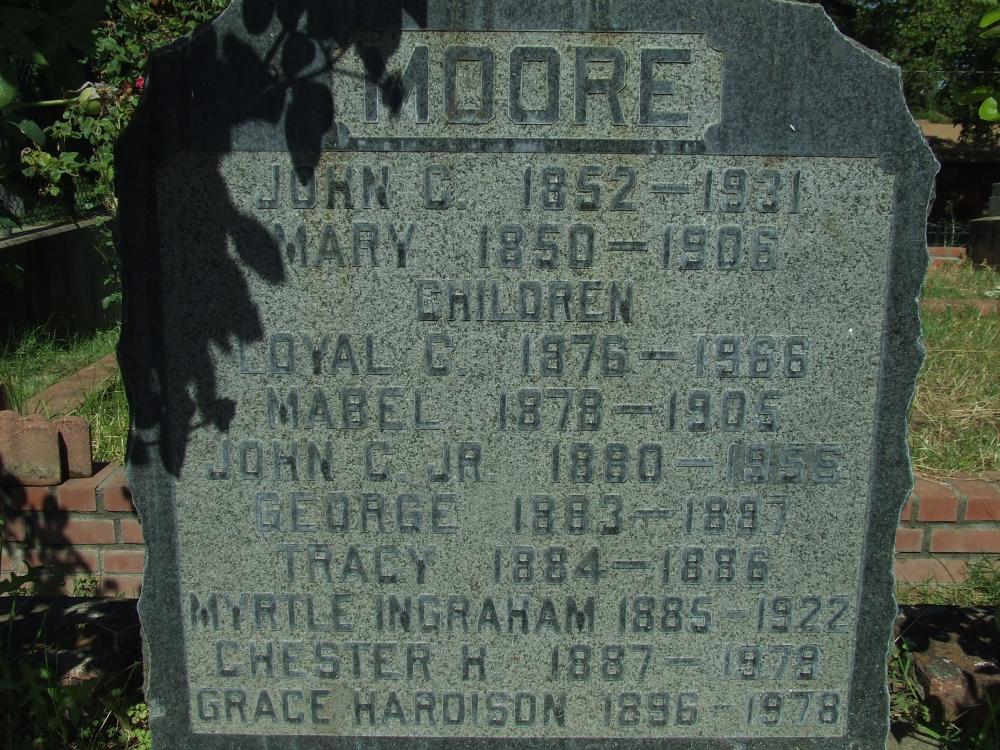 MOORE
JOHN C. 1852 — 1931
MARY 1850 — 1906
CHILDREN
LOYAL C. 1876 — 1966
MABEL 1878 — 1905
JOHN C. JR. 1880 — 1956
GEORGE 1883 — 1887
TRACY 1884 — 1886
MYRTLE INGRAHAM 1885 - 1922
CHESTER H. 1887 — 1979
GRACE HARDISON 1896 - 1978